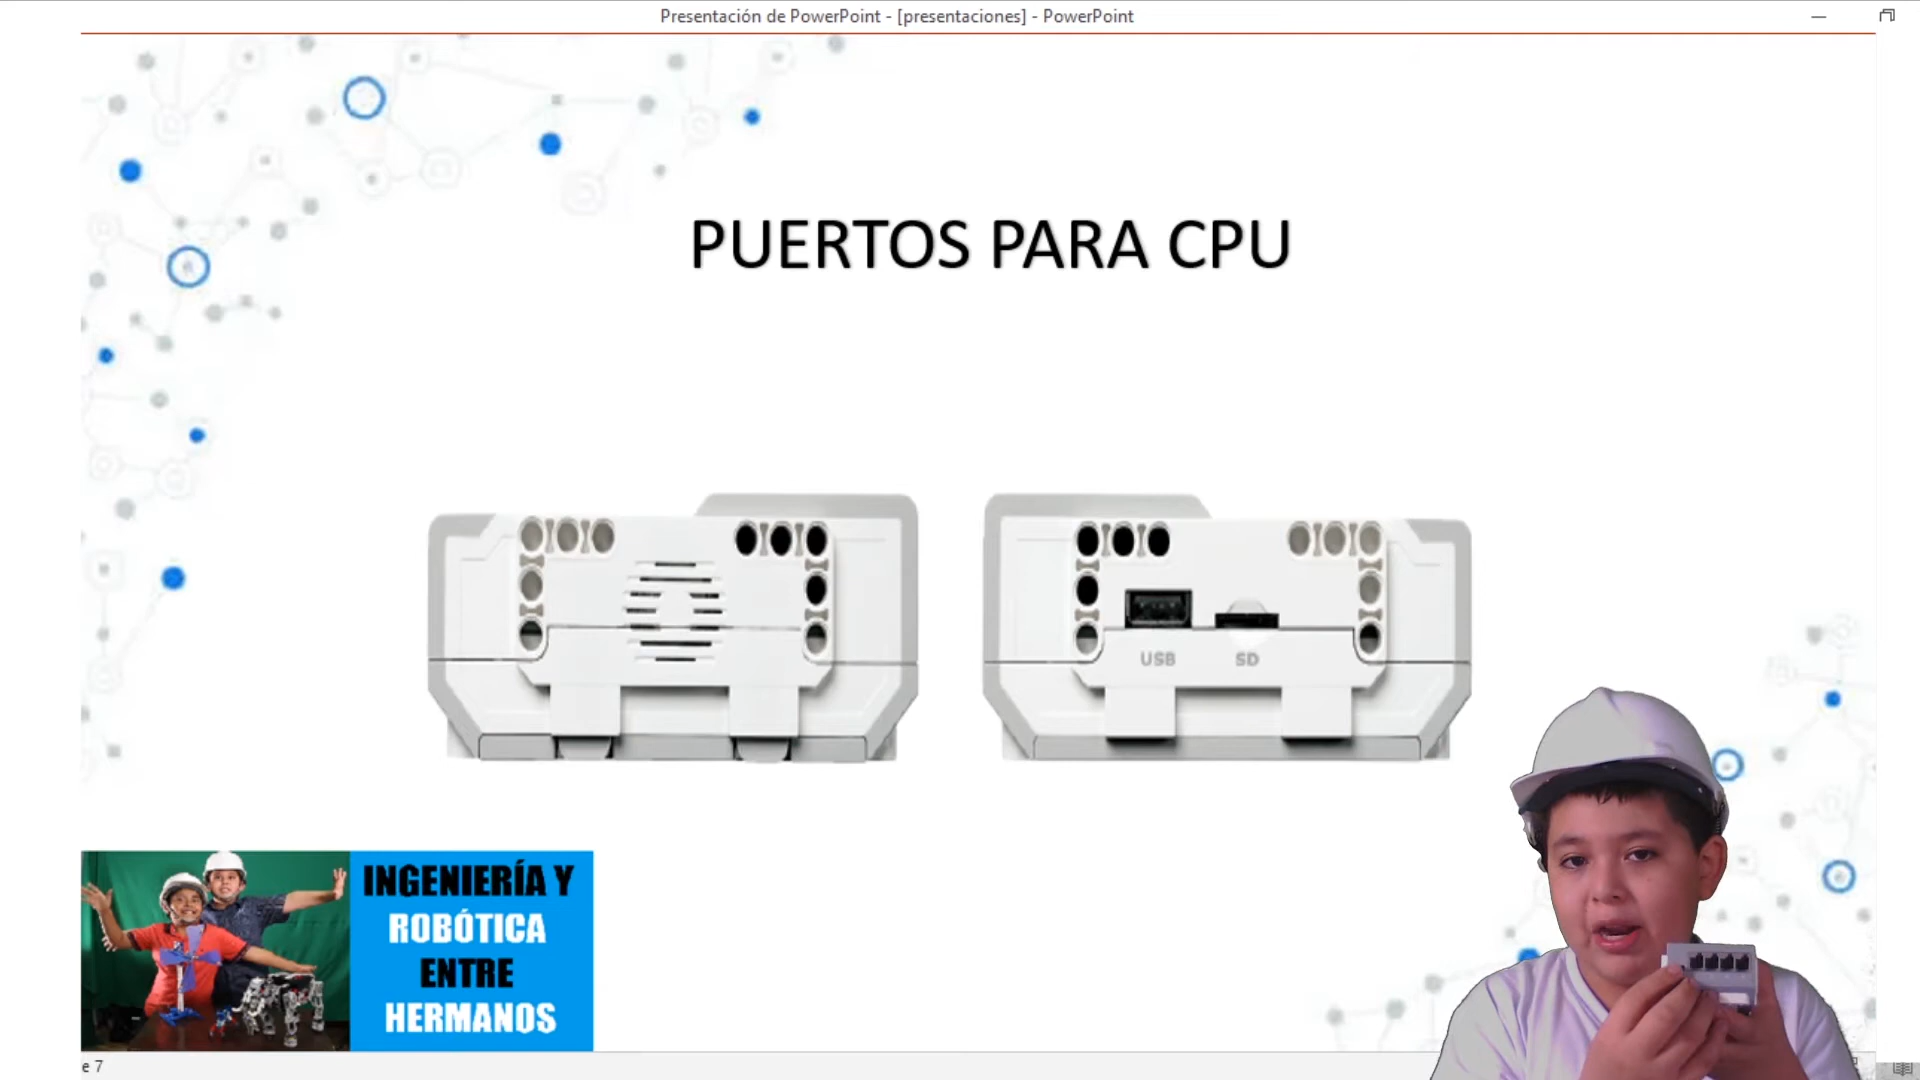 Presentación de PowerPoint - [presentaciones] - PowerPoint
PUERTOS PARA CPU
USB
SD
INGENIERÍA Y
ROBÓTICA
ENTRE
HERMANOS
e 7